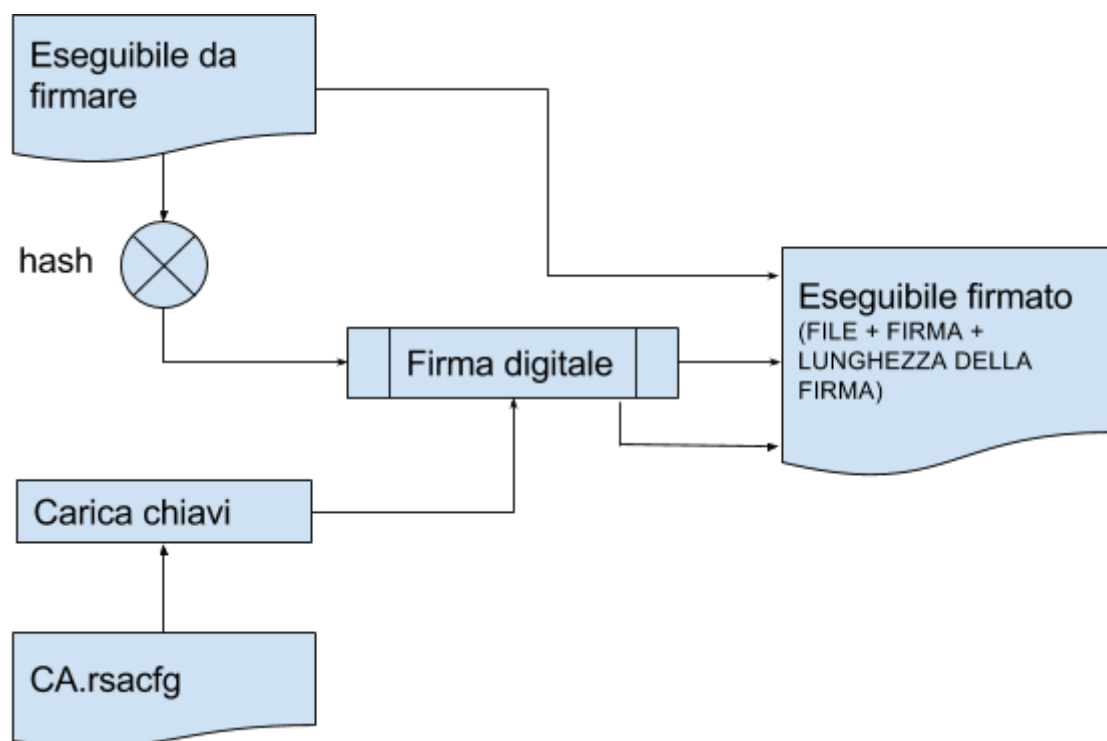 Eseguibile da
firmare
hash
Eseguibile firmato
(FILE + FIRMA +
LUNGHEZZA DELLA
FIRMA)
Firma digitale
Carica chiavi
CA.rsacfg